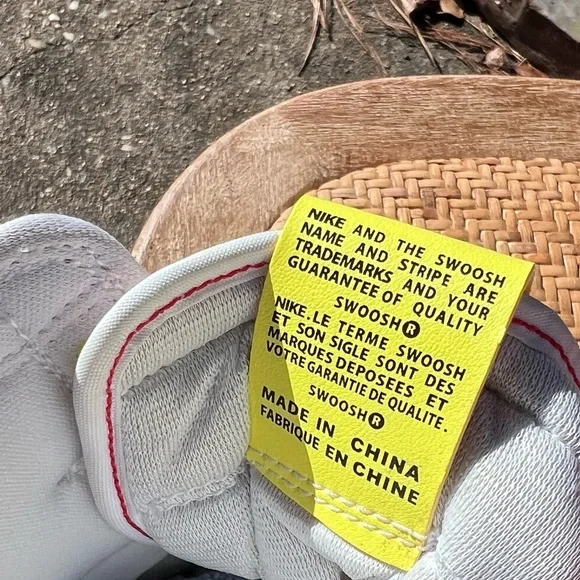 NIKE AND THE SWOOSH
NAME AND STRIPE ARE
TRADEMARKS AND YOUR
GUARANTEE OF QUALITY
SWOOSH®
NIKE.LE TERME SWOOSH
ET SON SIGLE SONT DES
MARQUES DEPOSEES ET
VOTRE GARANTIE DE QUALITE.
SWOOSH®
MADE IN CHINA
FABRIQUE EN CHINE